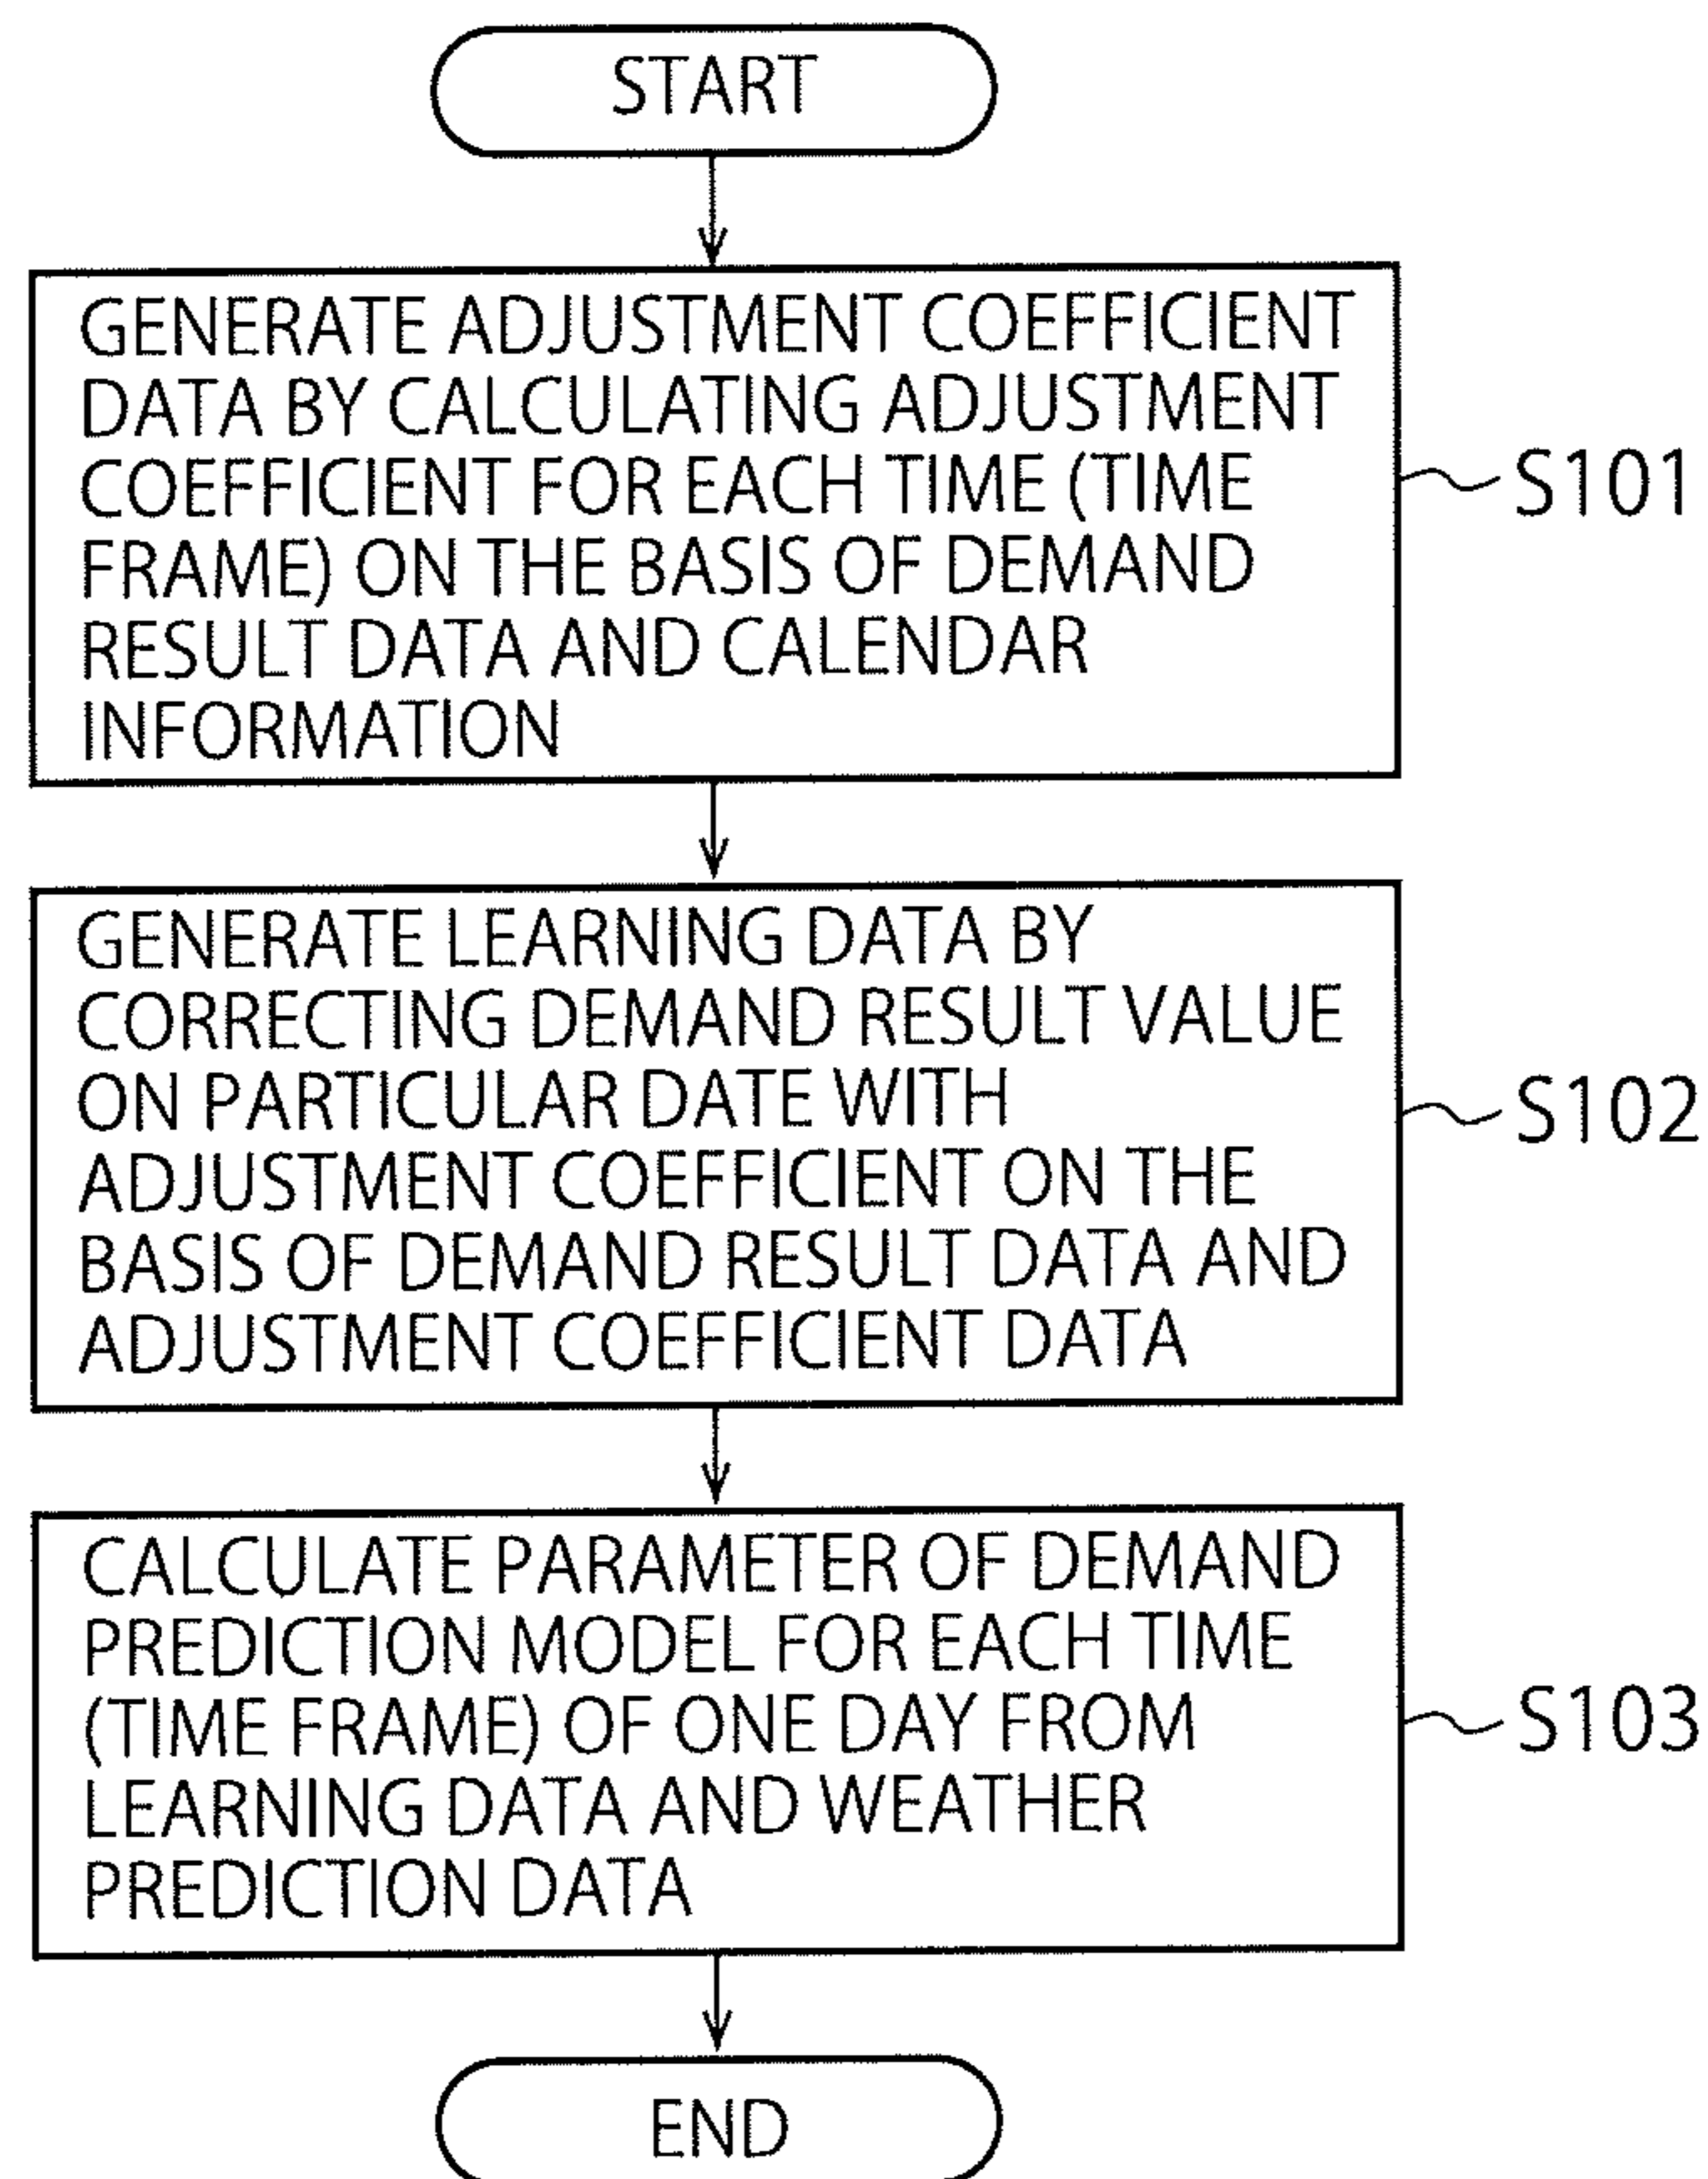 START
GENERATE ADJUSTMENT COEFFICIENT
DATA BY CALCULATING ADJUSTMENT
COEFFICIENT FOR EACH TIME (TIME
FRAME) ON THE BASIS OF DEMAND
RESULT DATA AND CALENDAR
INFORMATION
S101
GENERATE LEARNING DATA BY
CORRECTING DEMAND RESULT VALUE
ON PARTICULAR DATE WITH
ADJUSTMENT COEFFICIENT ON THE
BASIS OF DEMAND RESULT DATA AND
ADJUSTMENT COEFFICIENT DATA
S102
CALCULATE PARAMETER OF DEMAND
PREDICTION MODEL FOR EACH TIME
(TIME FRAME) OF ONE DAY FROM
LEARNING DATA AND WEATHER
PREDICTION DATA
S103
END